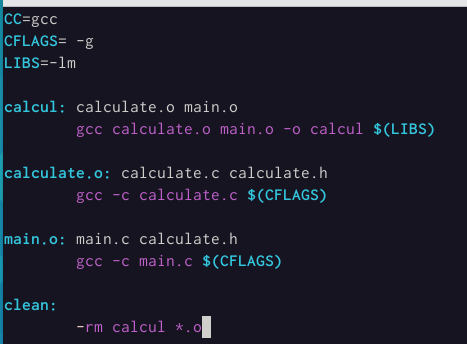 CC=gcc
CFLAGS= -g
LIBS=-lm
calcul: calculate.o main.o
gcc calculate.o main.o -o calcul $(LIBS)
calculate.o: calculate.c calculate.h
gcc -c calculate.c $(CFLAGS)
main.o: main.c calculate.h
gcc -c main.c $(CFLAGS)
clean:
-rm calcul *.o